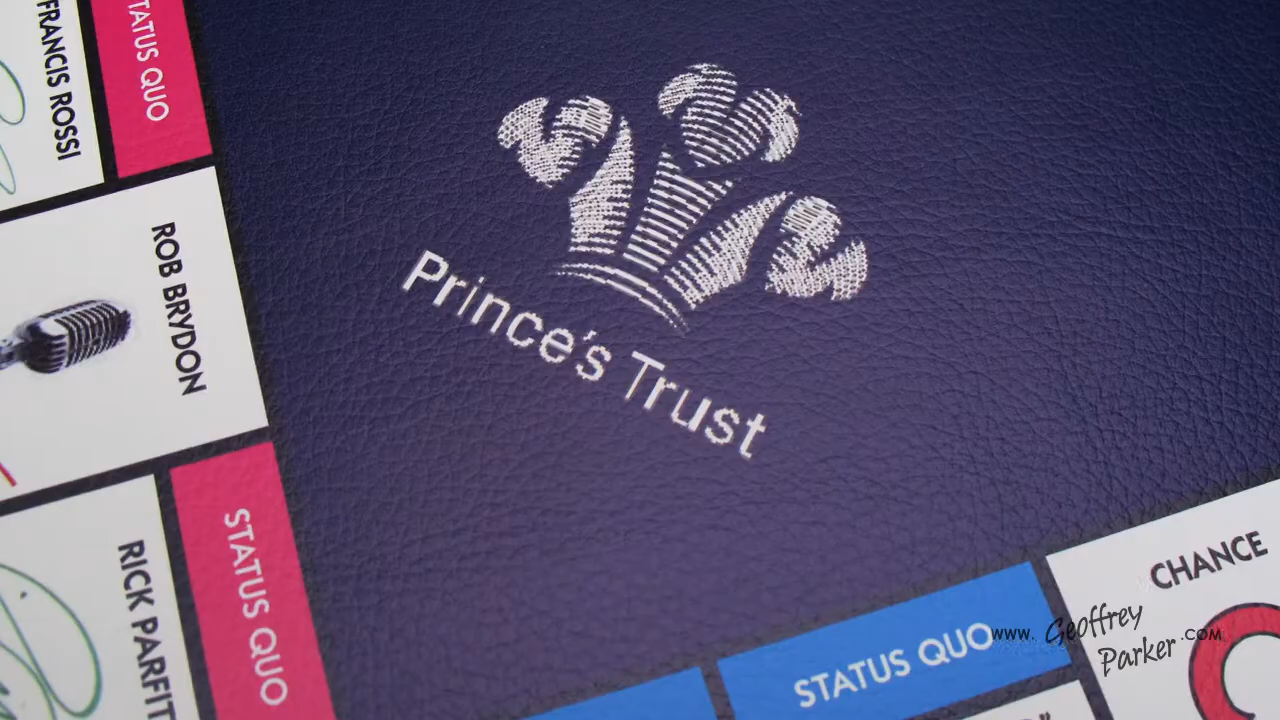 FRANCIS ROSSI
STATUS QUO
ROB BRYDON
Prince's Trust
RICK PARFIT
STATUS QUO
STATUS QUO
CHANCE
www. Geoffrey Parker .com